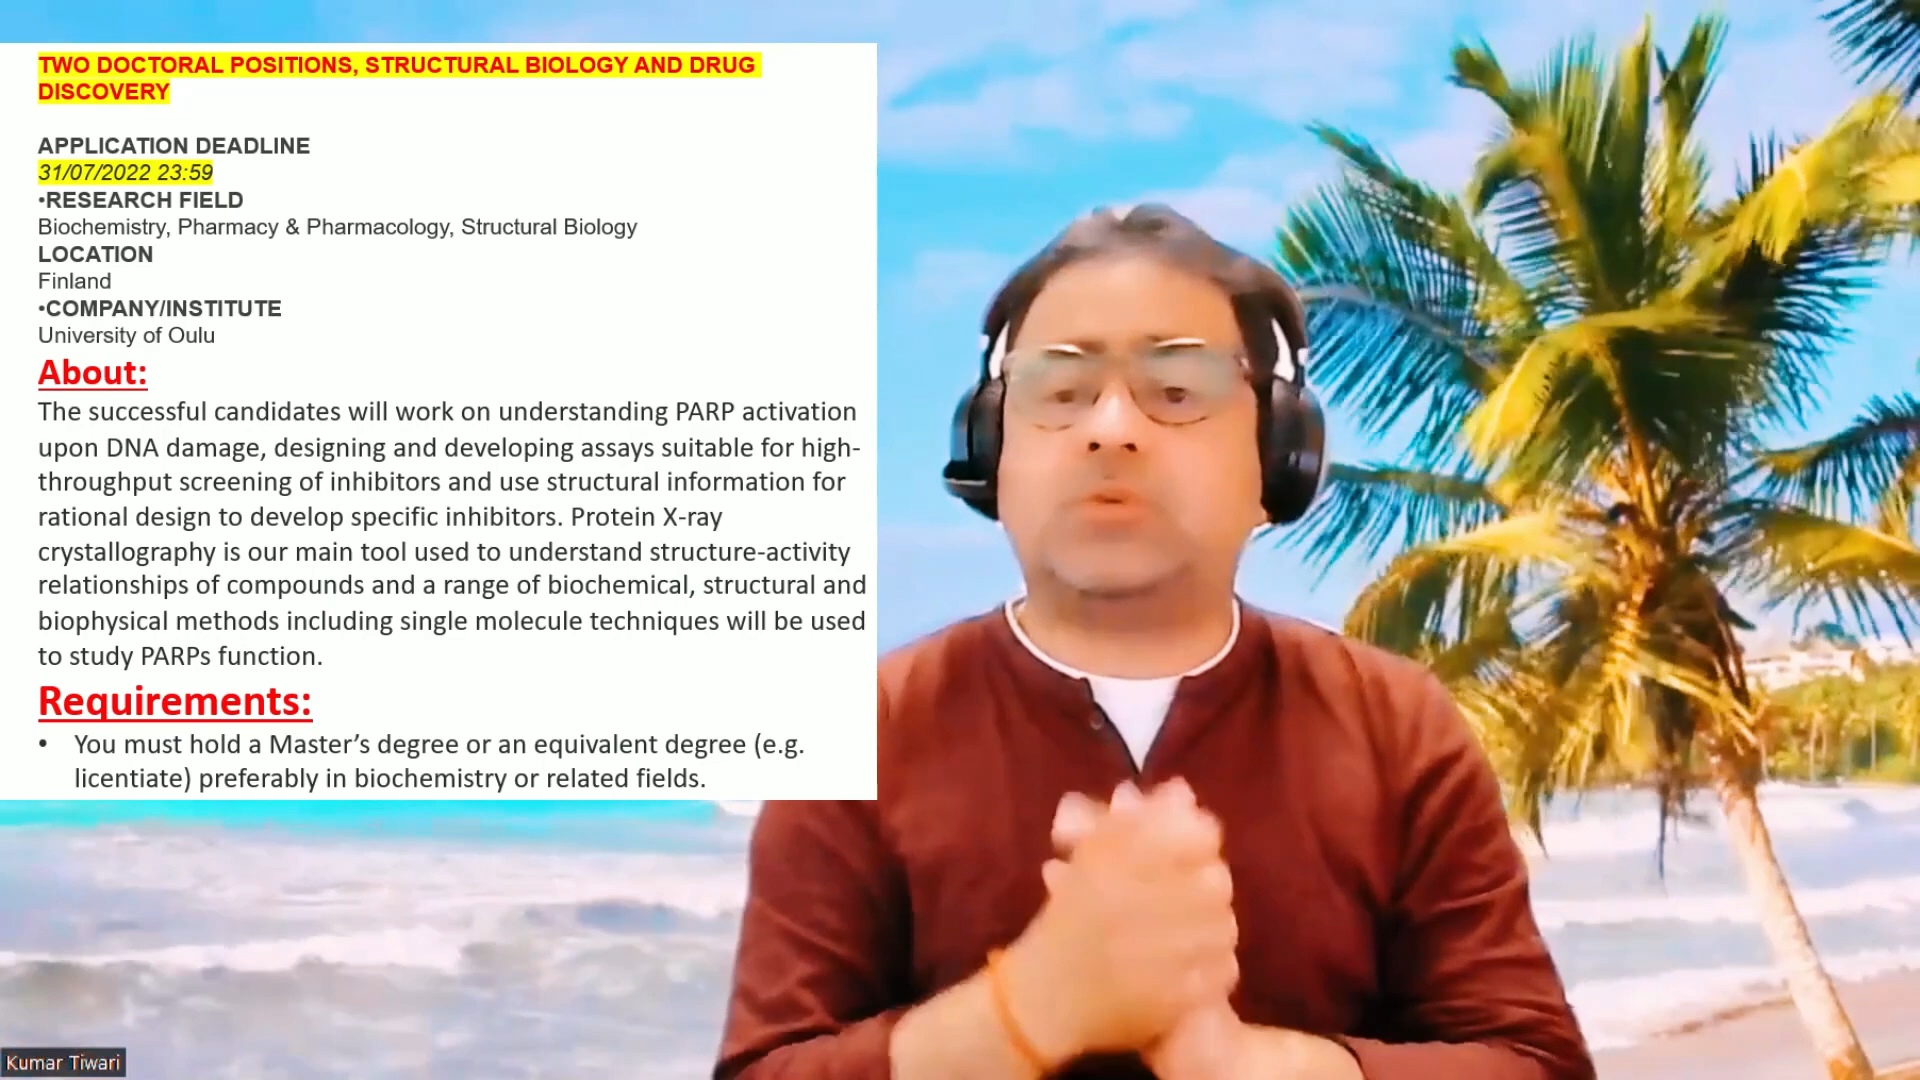 TWO DOCTORAL POSITIONS, STRUCTURAL BIOLOGY AND DRUG
DISCOVERY
APPLICATION DEADLINE
31/07/2022 23:59
•RESEARCH FIELD
Biochemistry, Pharmacy & Pharmacology, Structural Biology
LOCATION
Finland
•COMPANY/INSTITUTE
University of Oulu
About:
The successful candidates will work on understanding PARP activation
upon DNA damage, designing and developing assays suitable for high-
throughput screening of inhibitors and use structural information for
rational design to develop specific inhibitors. Protein X-ray
crystallography is our main tool used to understand structure-activity
relationships of compounds and a range of biochemical, structural and
biophysical methods including single molecule techniques will be used
to study PARPs function.
Requirements:
• You must hold a Master’s degree or an equivalent degree (e.g.
licentiate) preferably in biochemistry or related fields.
Kumar Tiwari